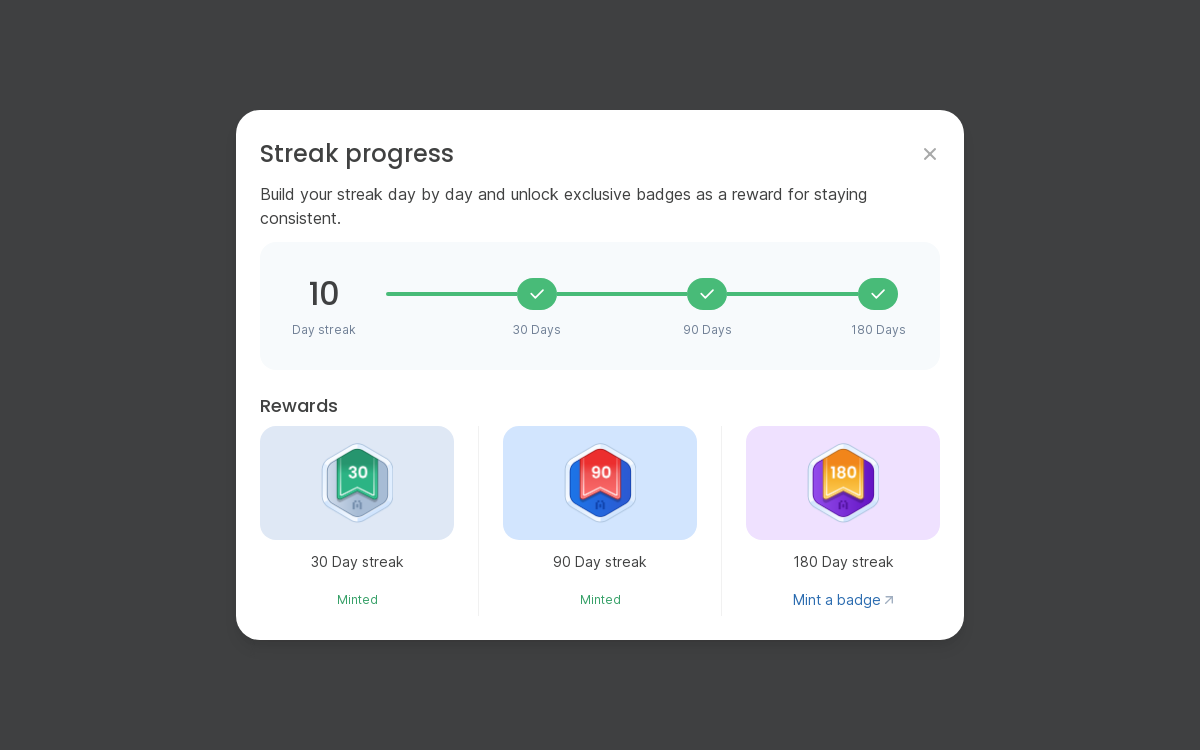 Streak progress
Build your streak day by day and unlock exclusive badges as a reward for staying
consistent.
10
Day streak
30 Days
90 Days
180 Days
Rewards
30
90
180
30 Day streak
90 Day streak
180 Day streak
Minted
Minted
Mint a badge